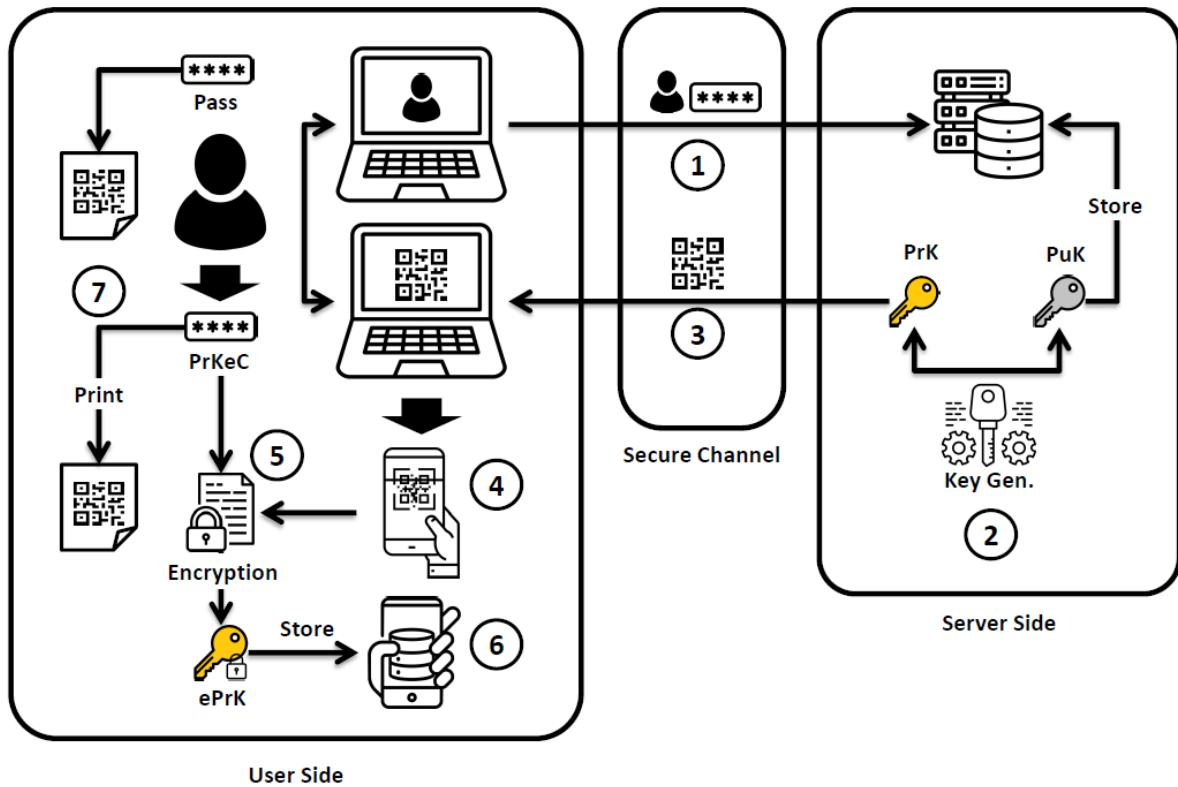 ****
Pass
7
****
PrKeC
Print
5
Encryption
4
ePrK
Store
6
User Side
****
1
3
Secure Channel
Store
PrK
PuK
Key Gen.
2
Server Side